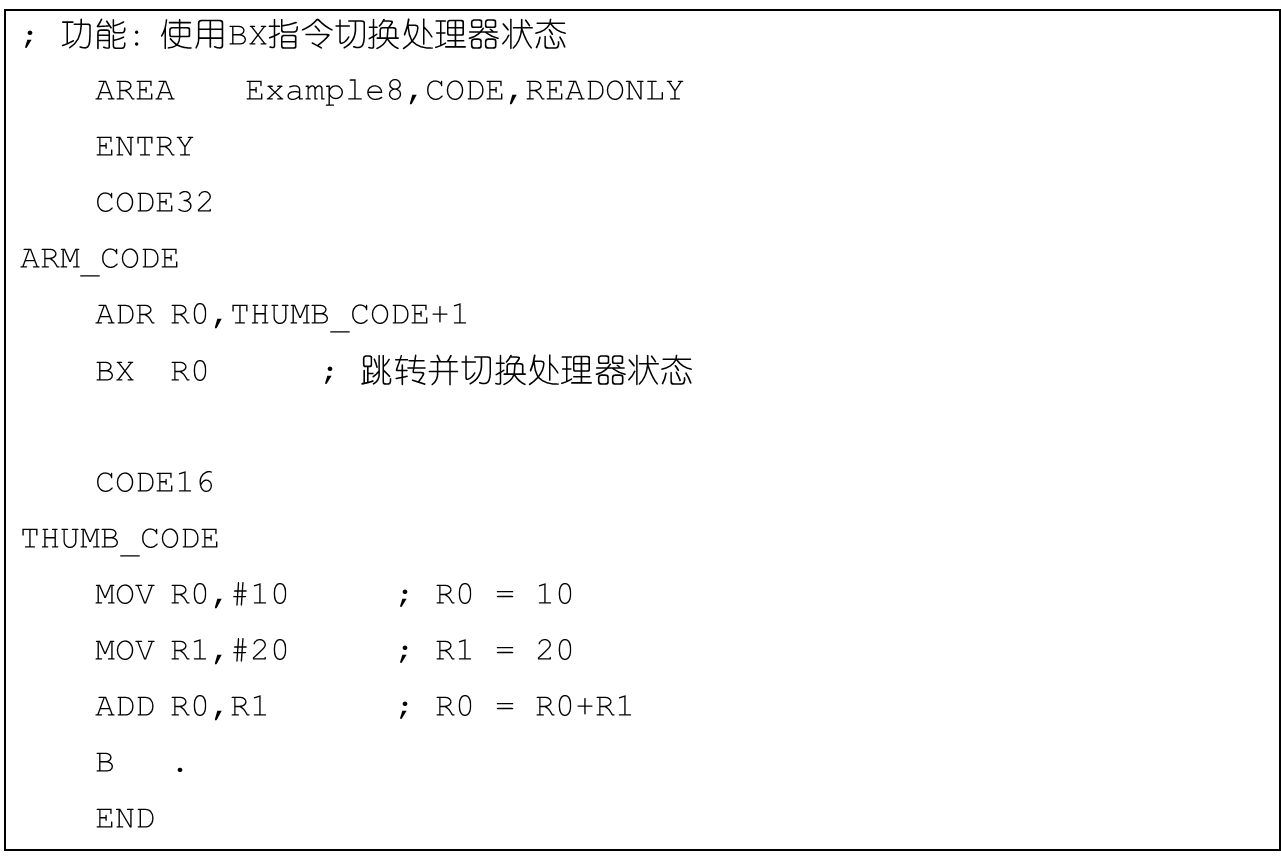 ; 功能: 使用BX指令切换处理器状态
    AREA    Example8,CODE,READONLY
    ENTRY
    CODE32
ARM_CODE
    ADR R0,THUMB_CODE+1
    BX  R0      ; 跳转并切换处理器状态
    CODE16
THUMB_CODE
    MOV R0,#10      ; R0 = 10
    MOV R1,#20      ; R1 = 20
    ADD R0,R1       ; R0 = R0+R1
    B   .
    END